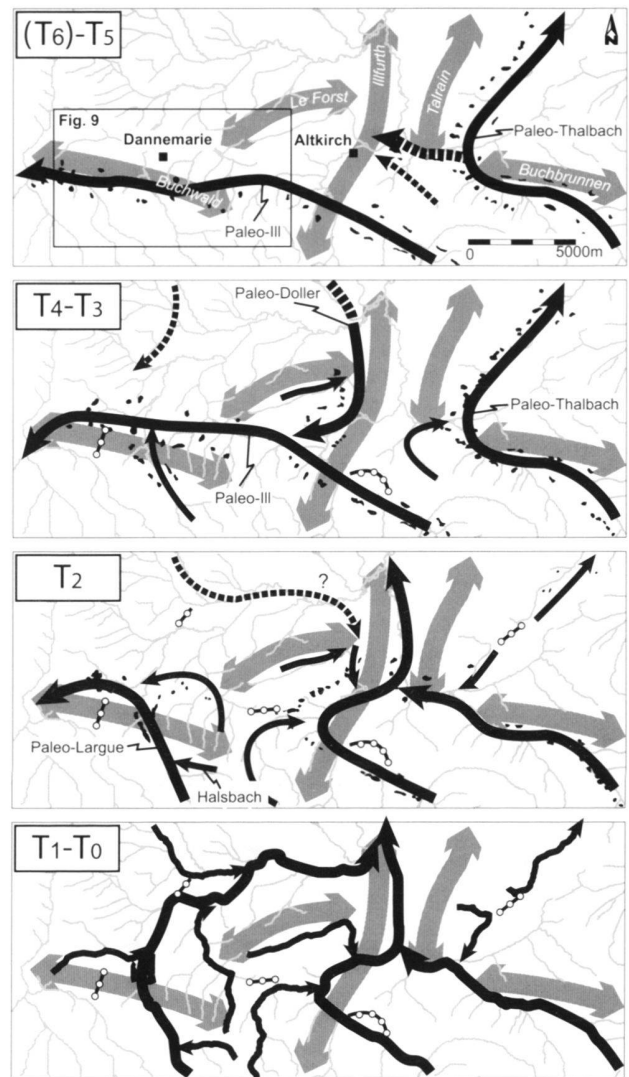 (T6)-T5
Fig. 9
Dannemarie
Le Forst
Altkirch
Illfurth
Talrain
Paleo-Thalbach
Buchwald
Buchbrunnen
Paleo-Ill
0 5000m
T4-T3
Paleo-Doller
Paleo-Thalbach
Paleo-Ill
T2
?
Paleo-Largue
Halsbach
T1-T0